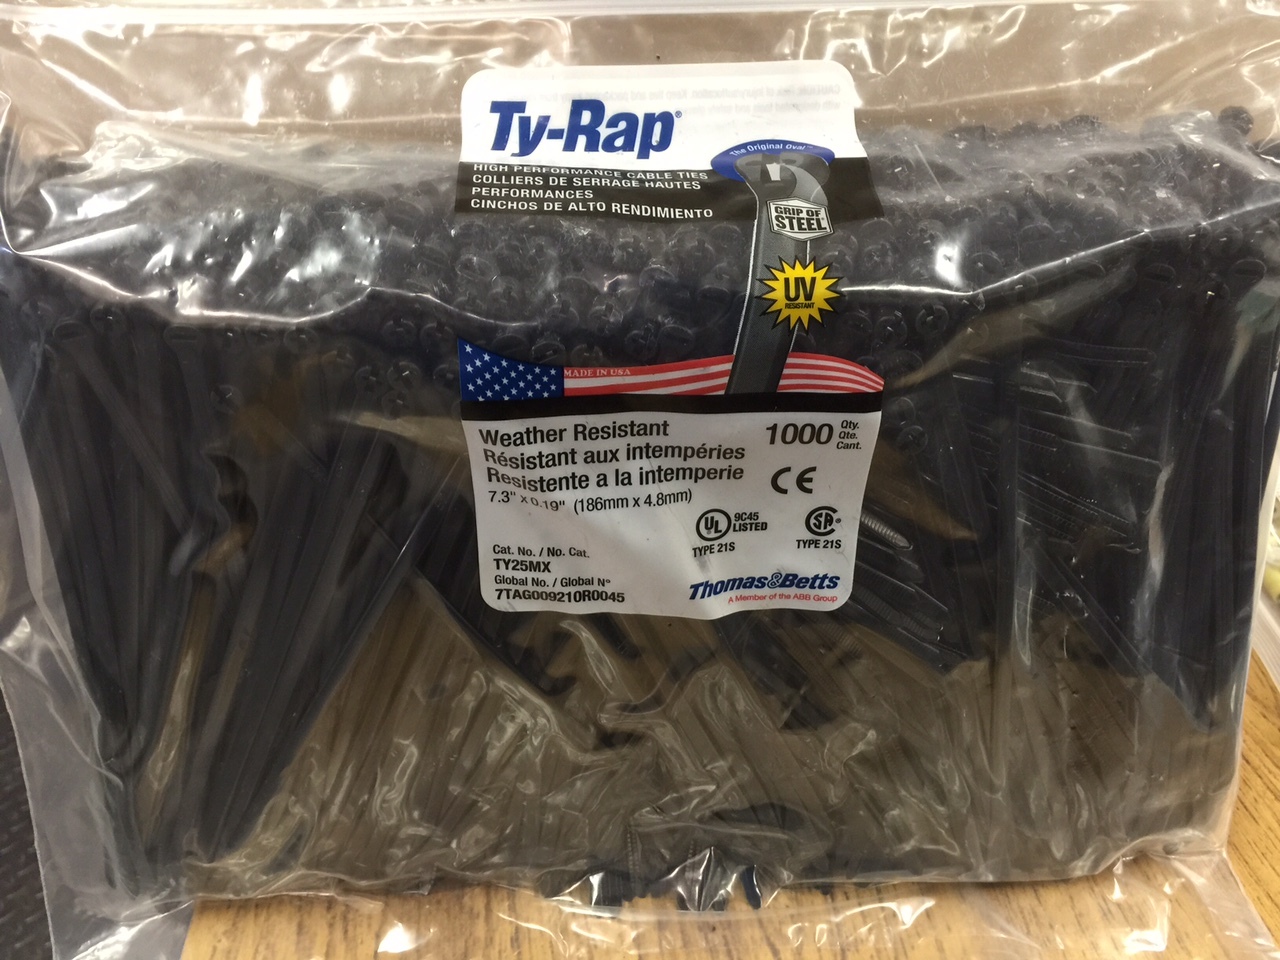 Ty-Rap®
The Original Oval™
HIGH PERFORMANCE CABLE TIES
COLLIERS DE SERRAGE HAUTES
PERFORMANCES
CINCHOS DE ALTO RENDIMIENTO
GRIP OF
STEEL®
UV
RESISTANT
MADE IN USA
Weather Resistant
Résistant aux intempéries
Resistente a la intemperie
7.3" x 0.19" (186mm x 4.8mm)
1000 Qty.
Qte.
Cant.
CE
UL 9C45
LISTED
TYPE 21S
SA®
TYPE 21S
Cat. No. / No. Cat.
TY25MX
Global No. / Global N°
7TAG009210R0045
Thomas&Betts
A Member of the ABB Group